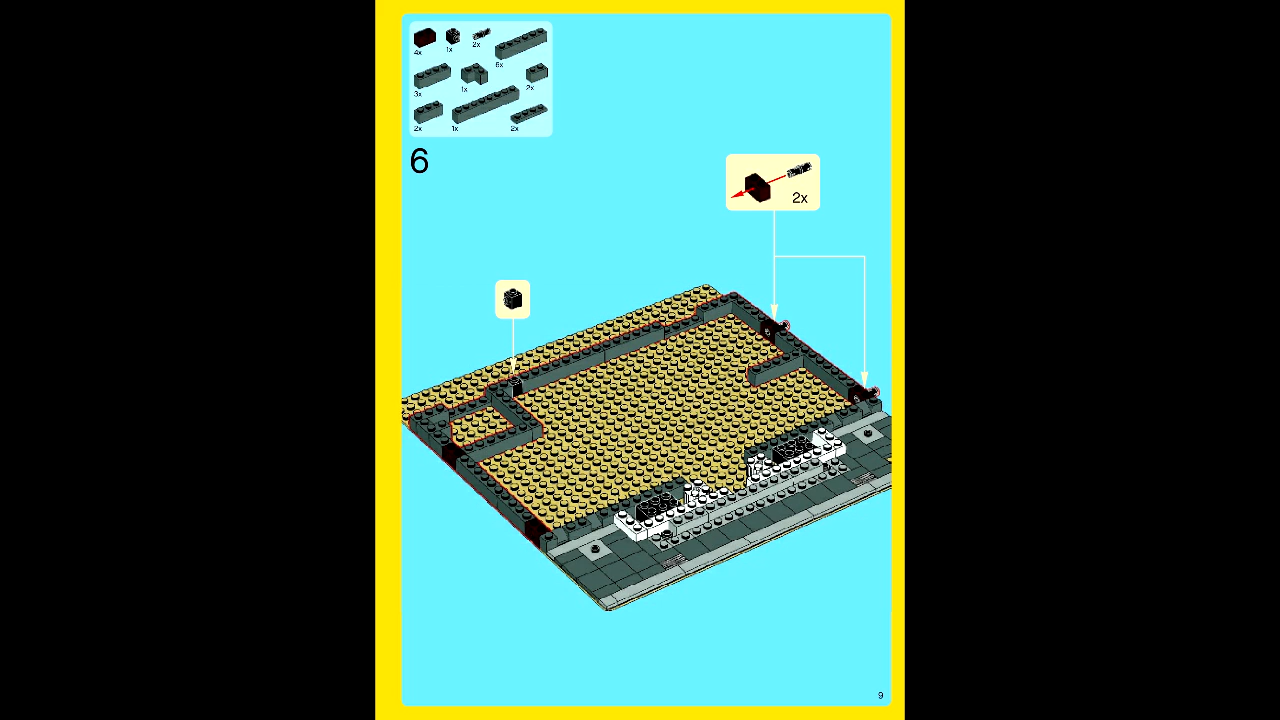 4x 1x 2x 6x
3x 1x 2x
2x 1x 2x
6
2x
9